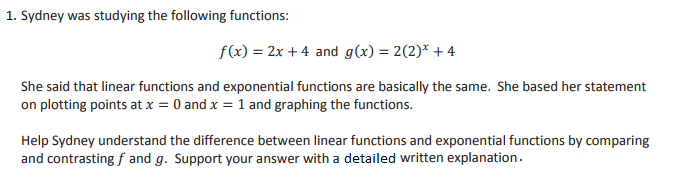 1. Sydney was studying the following functions:
f(x) = 2x + 4 and g(x) = 2(2)ˣ + 4
She said that linear functions and exponential functions are basically the same. She based her statement
on plotting points at x = 0 and x = 1 and graphing the functions.
Help Sydney understand the difference between linear functions and exponential functions by comparing
and contrasting f and g. Support your answer with a detailed written explanation.